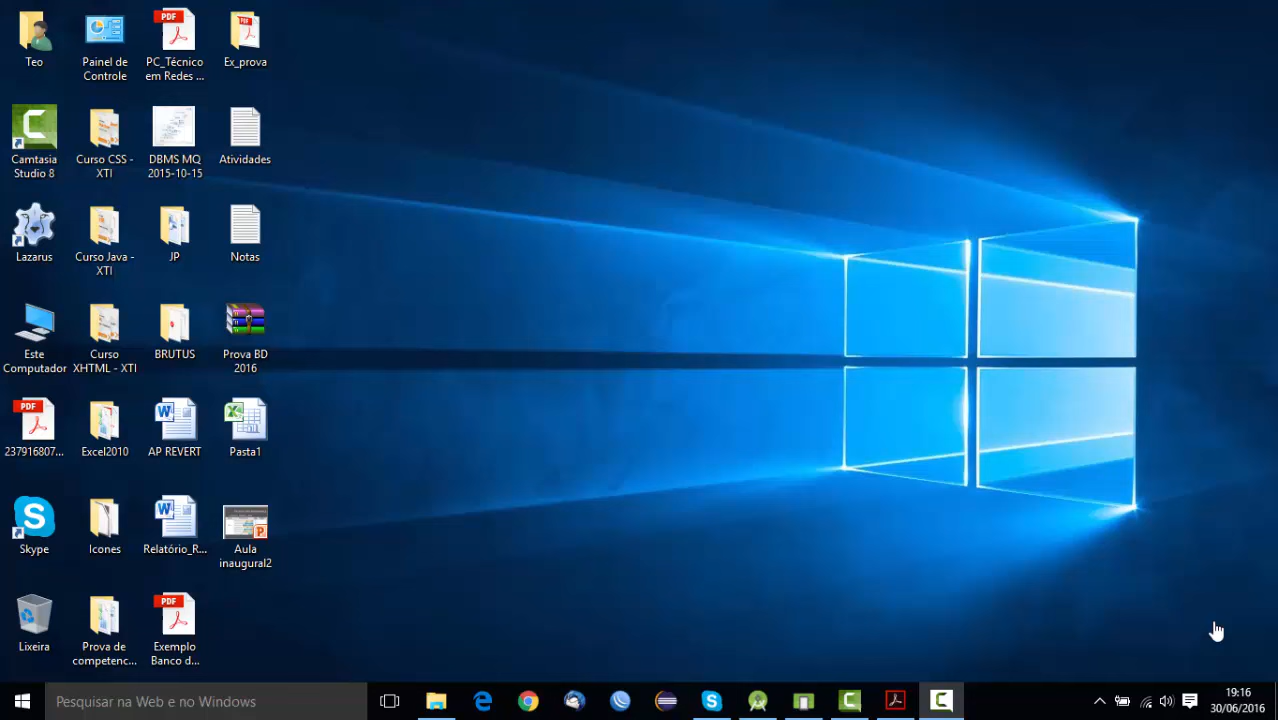 Teo
Painel de
Controle
PDF
PC_Técnico
em Redes ...
Ex_prova
Camtasia
Studio 8
Curso CSS -
XTI
DBMS MQ
2015-10-15
Atividades
Lazarus
Curso Java -
XTI
JP
Notas
Este
Computador
Curso
XHTML - XTI
BRUTUS
Prova BD
2016
PDF
237916807...
Excel2010
AP REVERT
Pasta1
Skype
Icones
Relatório_R...
Aula
inaugural2
Lixeira
Prova de
competenc...
PDF
Exemplo
Banco d...
Pesquisar na Web e no Windows
19:16
30/06/2016